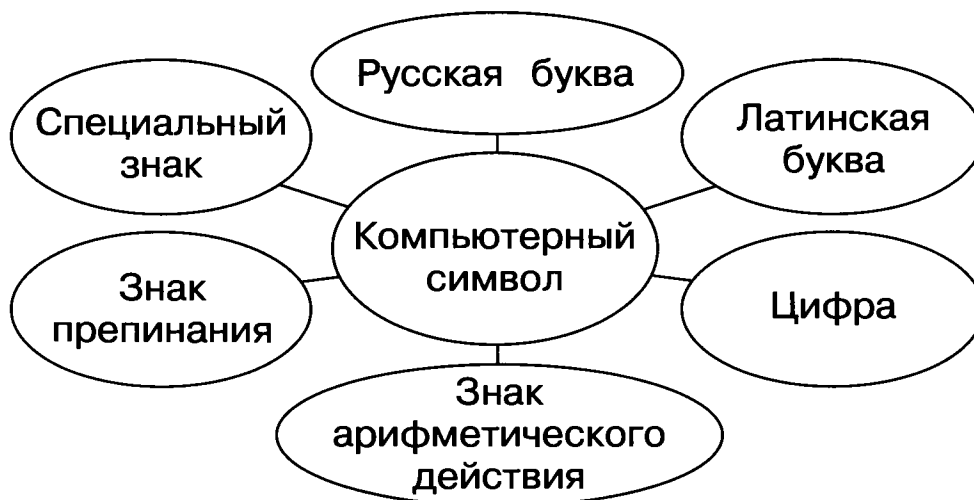 Русская буква
Специальный
знак
Латинская
буква
Компьютерный
символ
Знак
препинания
Цифра
Знак
арифметического
действия